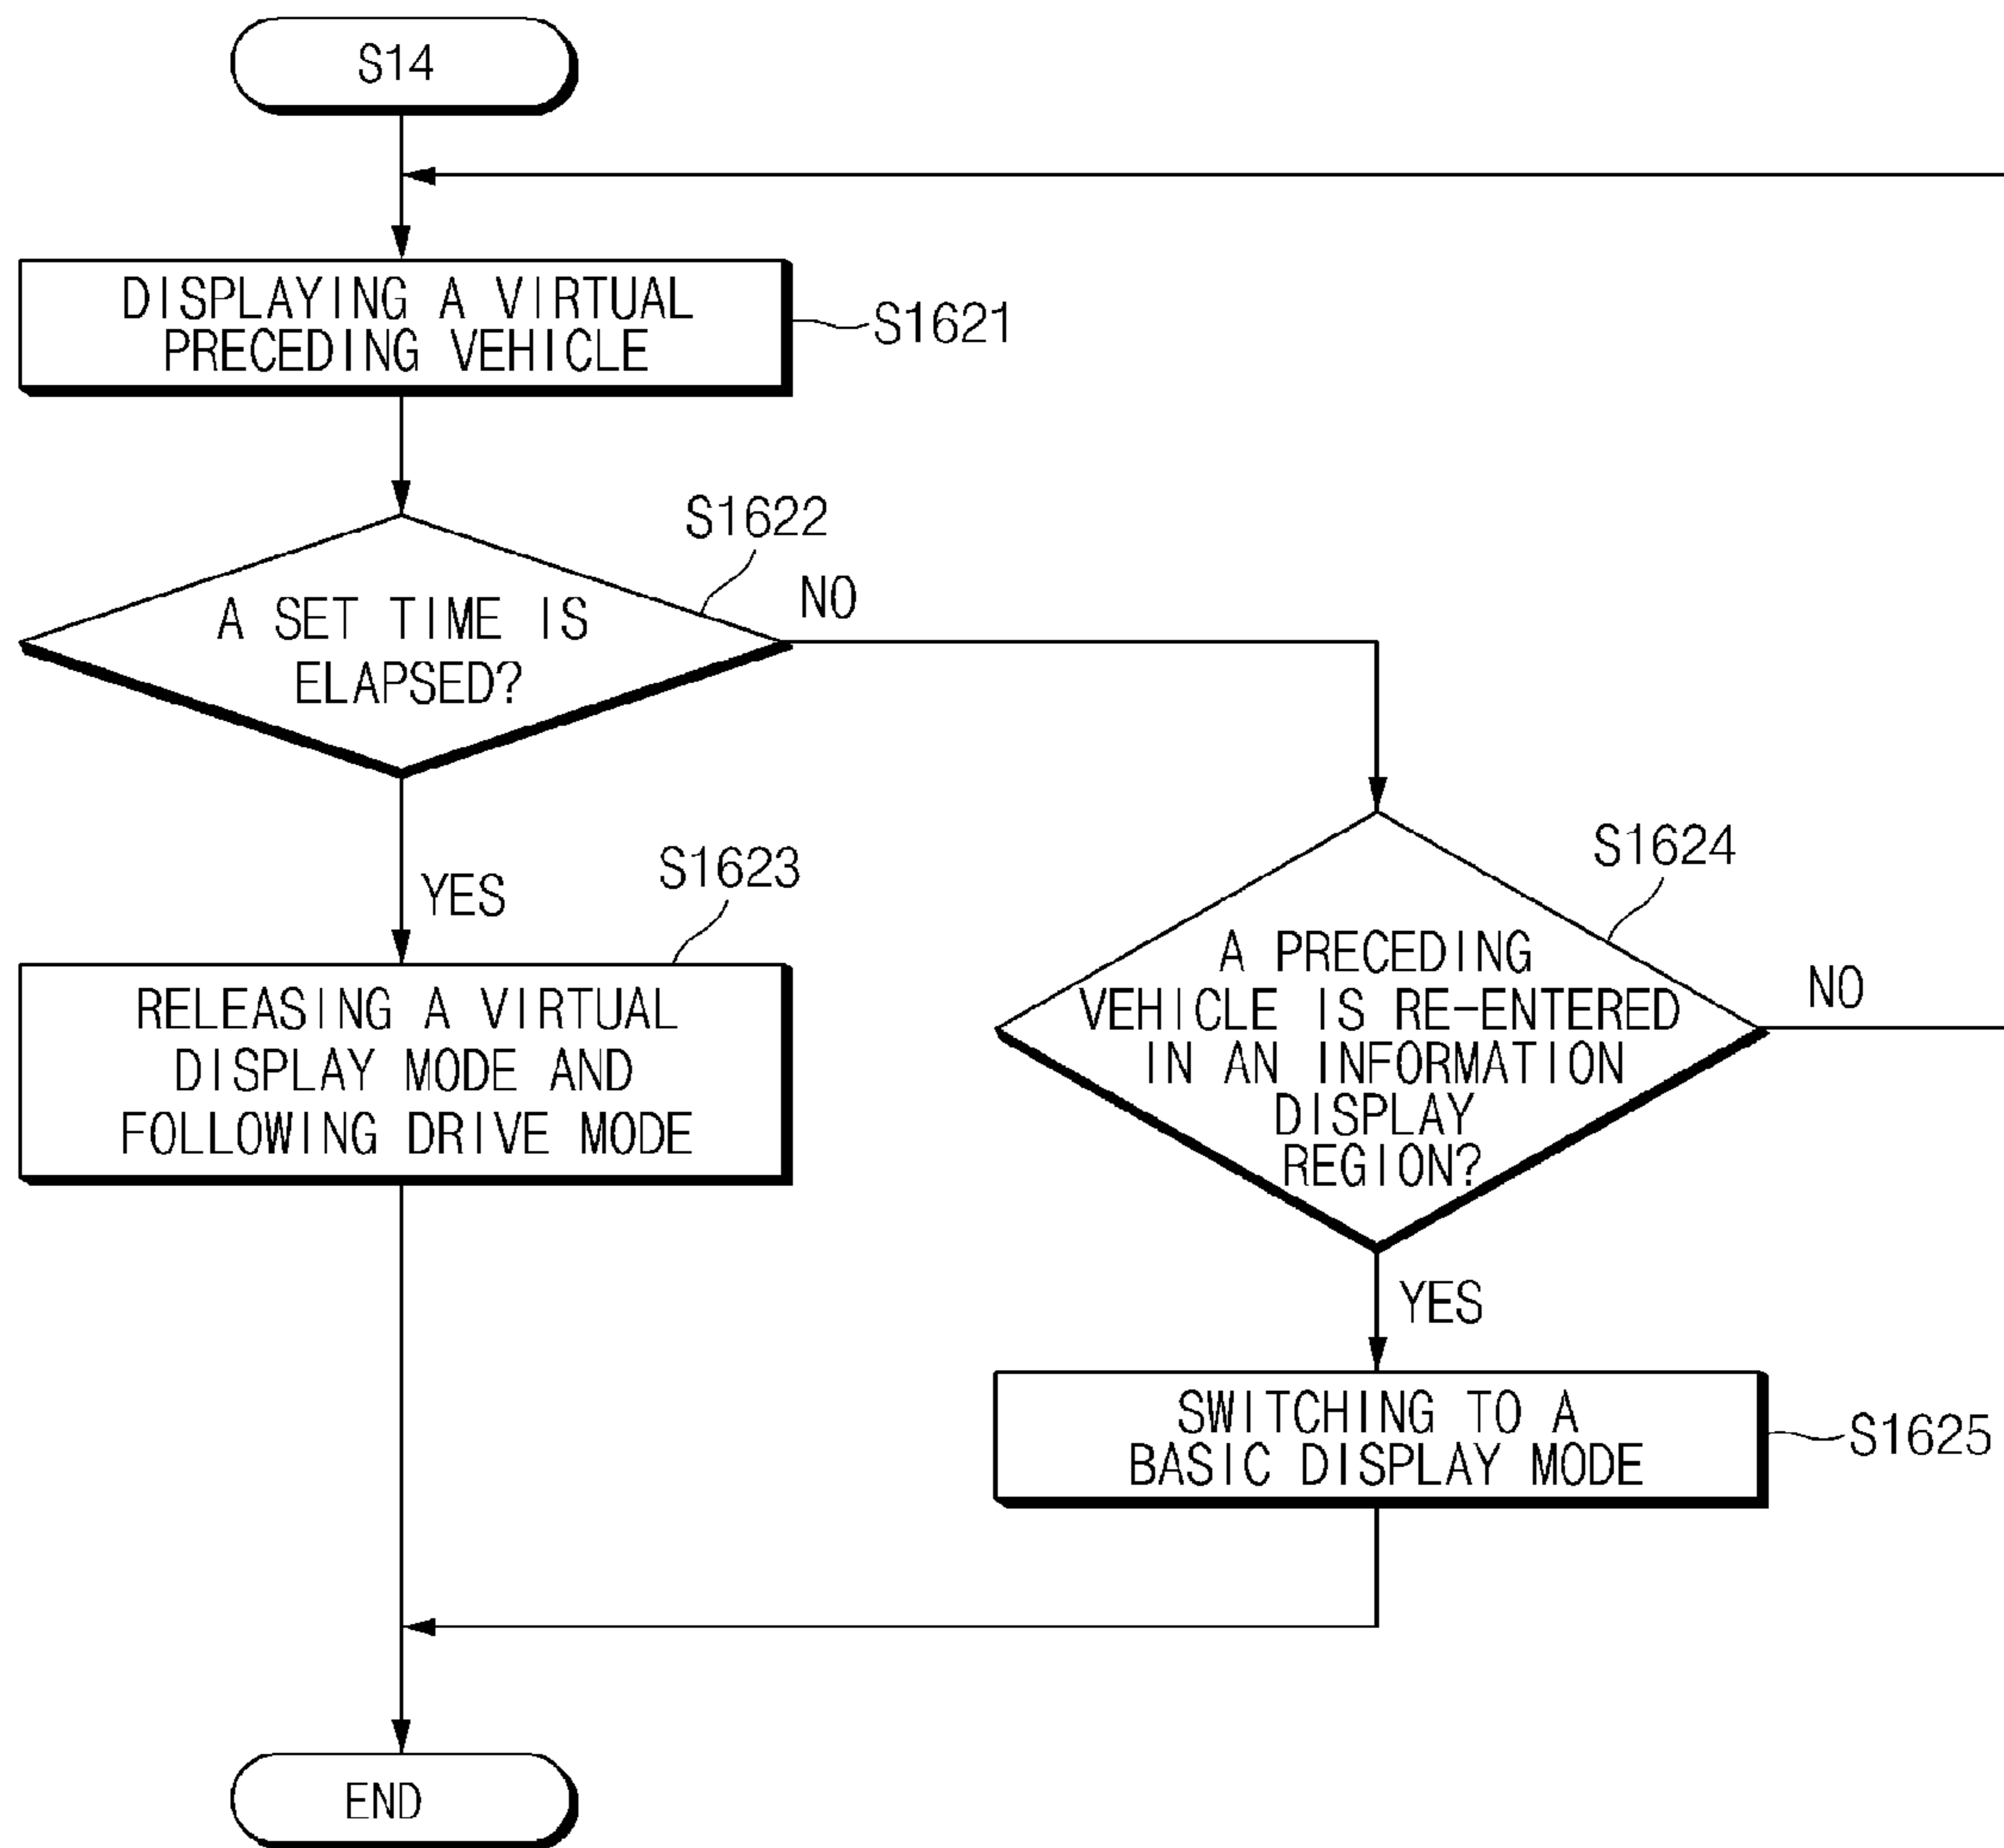 S14
DISPLAYING A VIRTUAL
PRECEDING VEHICLE
S1621
S1622
A SET TIME IS
ELAPSED?
NO
YES
S1623
RELEASING A VIRTUAL
DISPLAY MODE AND
FOLLOWING DRIVE MODE
S1624
A PRECEDING
VEHICLE IS RE-ENTERED
IN AN INFORMATION
DISPLAY
REGION?
NO
YES
SWITCHING TO A
BASIC DISPLAY MODE
S1625
END